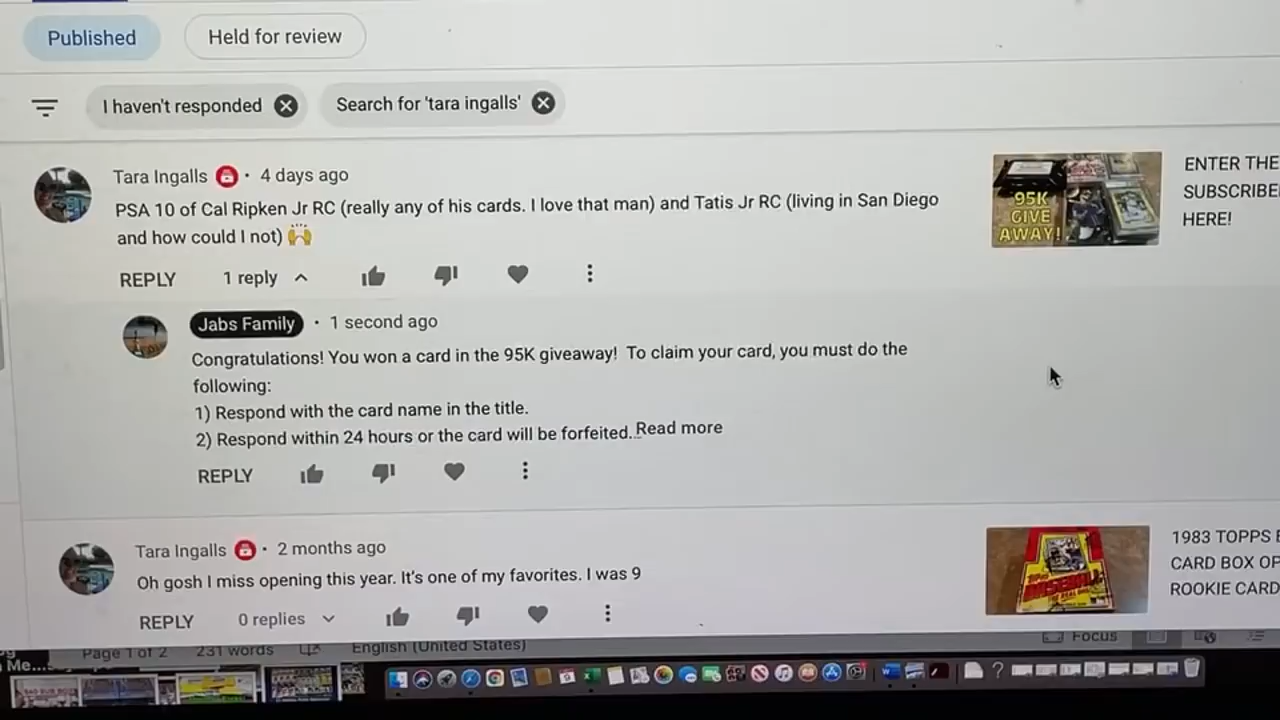 Published
Held for review
I haven't responded
Search for 'tara ingalls'
Tara Ingalls · 4 days ago
PSA 10 of Cal Ripken Jr RC (really any of his cards. I love that man) and Tatis Jr RC (living in San Diego
and how could I not) 🙌
REPLY 1 reply
95K
GIVE
AWAY!
ENTER THE
SUBSCRIBE
HERE!
Jabs Family · 1 second ago
Congratulations! You won a card in the 95K giveaway! To claim your card, you must do the
following:
1) Respond with the card name in the title.
2) Respond within 24 hours or the card will be forfeited... Read more
REPLY
Tara Ingalls · 2 months ago
Oh gosh I miss opening this year. It's one of my favorites. I was 9
REPLY 0 replies
Topps
BASEBALL
1983 TOPPS
CARD BOX OP
ROOKIE CARD
Page 1 of 2 231 words English (United States) Focus
Me...